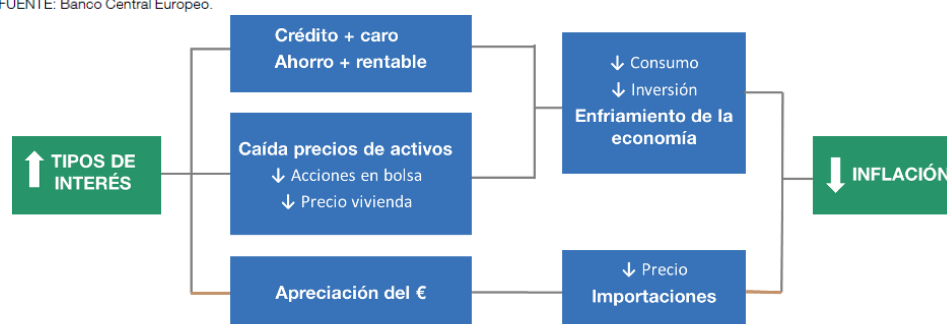 FUENTE: Banco Central Europeo.
Crédito + caro
Ahorro + rentable
↓ Consumo
↓ Inversión
Enfriamiento de la
economía
↑ TIPOS DE
INTERÉS
Caída precios de activos
↓ Acciones en bolsa
↓ Precio vivienda
↓ INFLACIÓN
Apreciación del €
↓ Precio
Importaciones